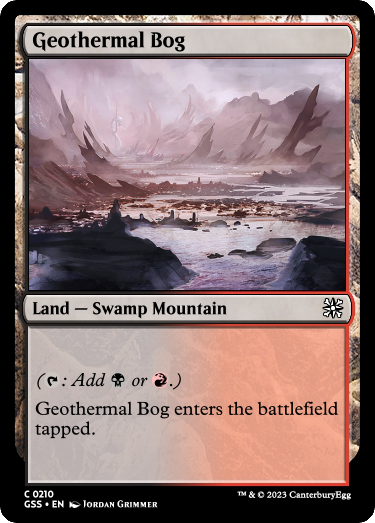 Geothermal Bog
Land — Swamp Mountain
( : Add or .)
Geothermal Bog enters the battlefield
tapped.
C 0210
GSS • EN Jordan Grimmer
™ & © 2023 CanterburyEgg